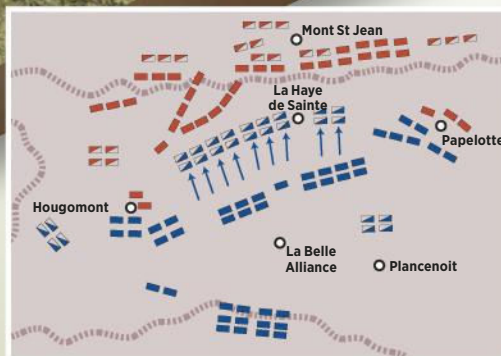 Mont St Jean
La Haye
de Sainte
Papelotte
Hougomont
La Belle
Alliance
Plancenoit